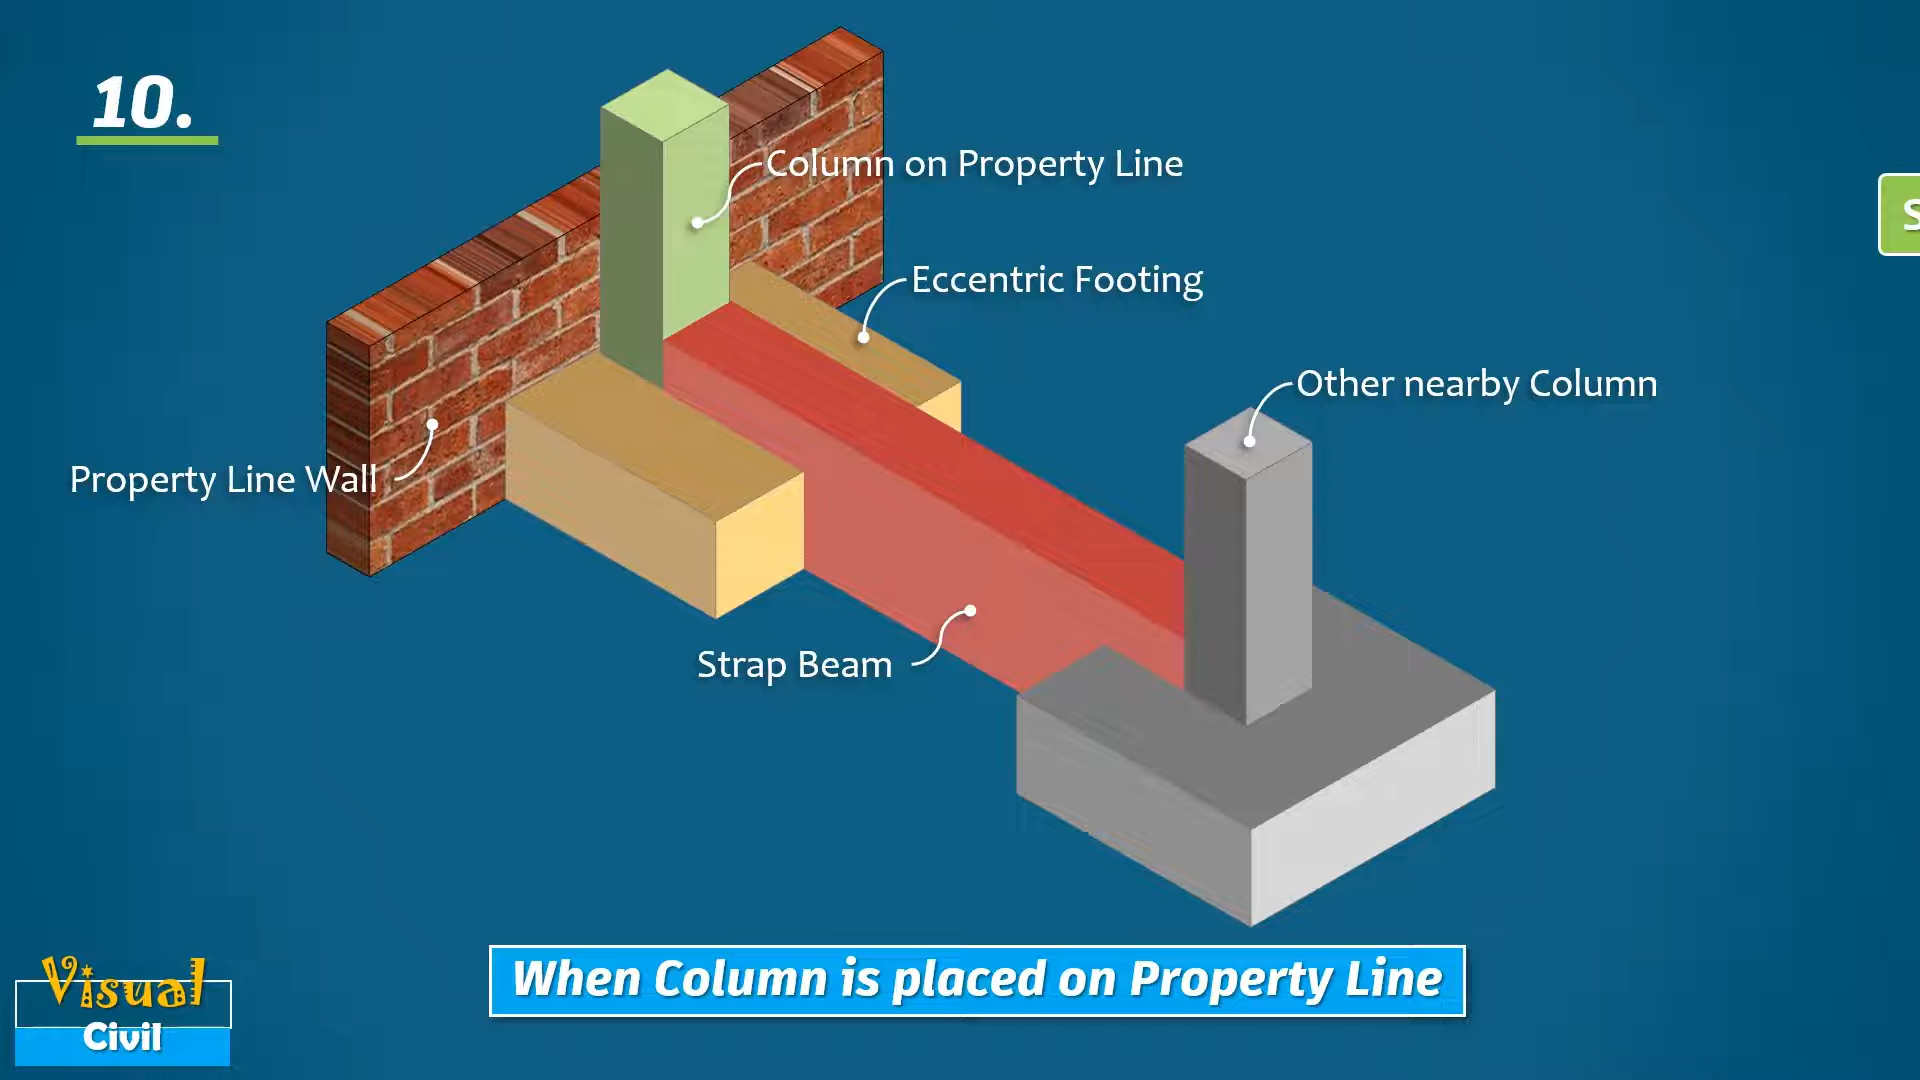 10.
Column on Property Line
S
Eccentric Footing
Other nearby Column
Property Line Wall
Strap Beam
When Column is placed on Property Line
Visual
Civil